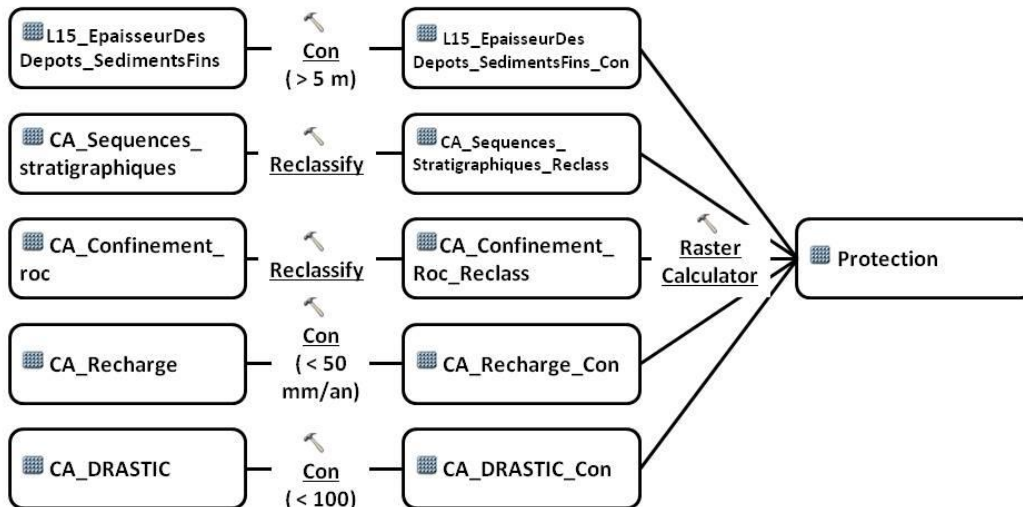 L15_EpaisseurDes
Depots_SedimentsFins
Con
( > 5 m)
L15_EpaisseurDes
Depots_SedimentsFins_Con
CA_Sequences_
stratigraphiques
Reclassify
CA_Sequences_
Stratigraphiques_Reclass
CA_Confinement_
roc
Reclassify
CA_Confinement_
Roc_Reclass
Raster
Calculator
Protection
CA_Recharge
Con
( < 50
mm/an)
CA_Recharge_Con
CA_DRASTIC
Con
( < 100)
CA_DRASTIC_Con